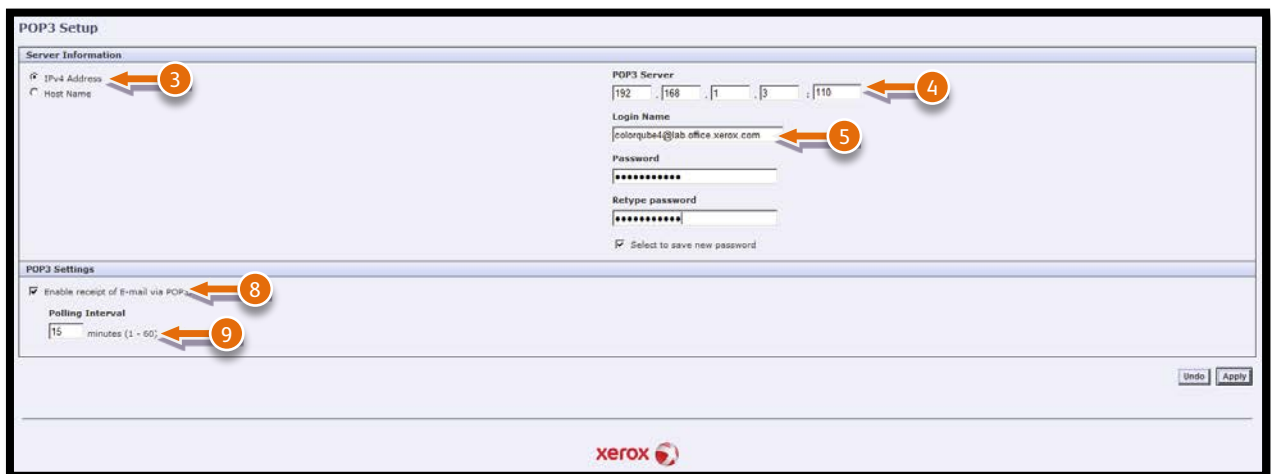 POP3 Setup
Server Information
IPv4 Address
3
Host Name
POP3 Server
192 . 168 . 1 . 3 : 110
4
Login Name
colorqube4@lab.office.xerox.com
5
Password
•••••••••••
Retype password
•••••••••••
Select to save new password
POP3 Settings
Enable receipt of E-mail via POP3
8
Polling Interval
15 minutes (1 - 60)
9
Undo Apply
xerox